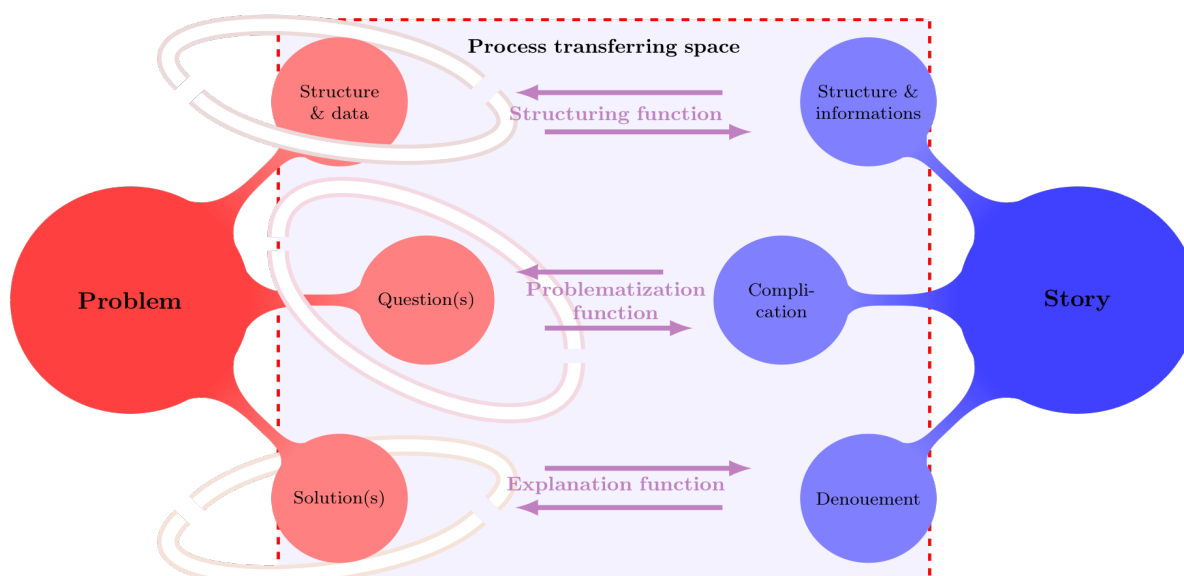 Process transferring space
Structure
& data
Structuring function
Structure &
informations
Problem
Question(s)
Problematization
function
Compli-
cation
Story
Solution(s)
Explanation function
Denouement